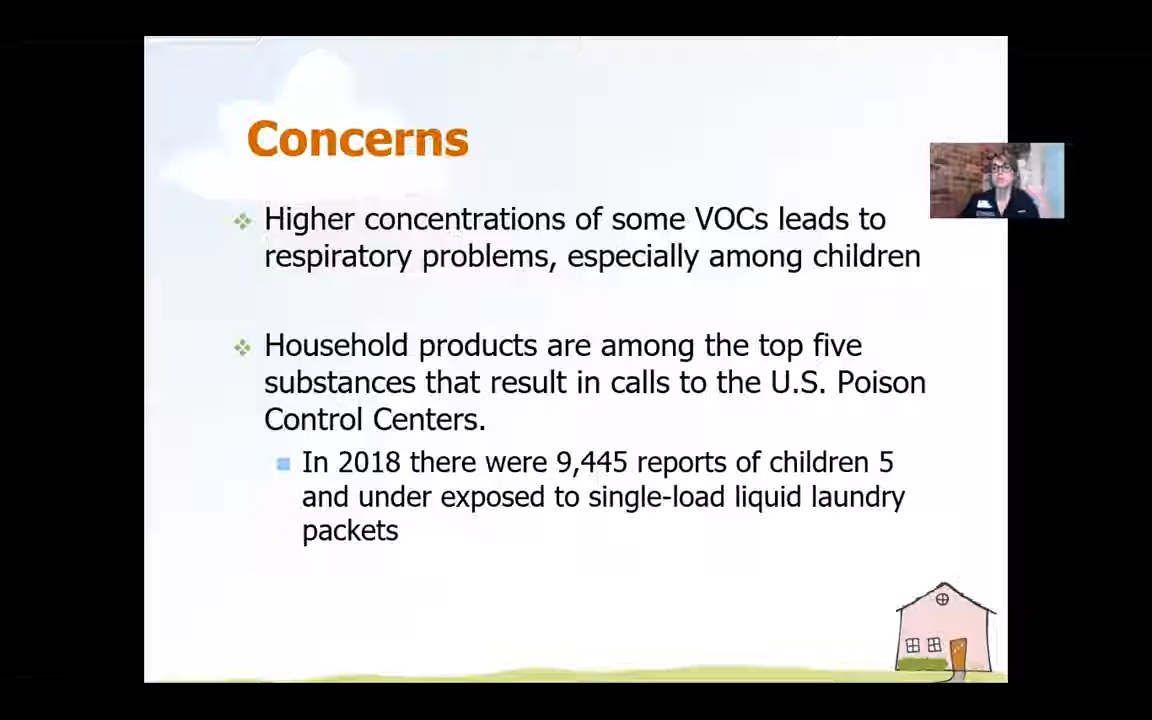 Concerns
Higher concentrations of some VOCs leads to
respiratory problems, especially among children
Household products are among the top five
substances that result in calls to the U.S. Poison
Control Centers.
In 2018 there were 9,445 reports of children 5
and under exposed to single-load liquid laundry
packets